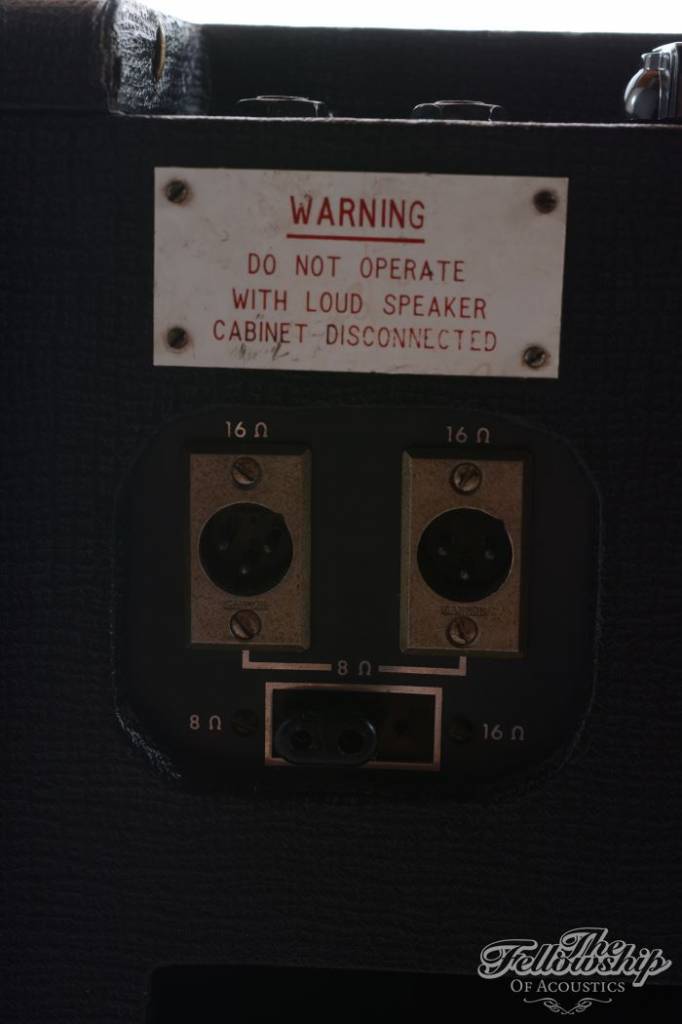 WARNING
DO NOT OPERATE
WITH LOUD SPEAKER
CABINET DISCONNECTED
16 Ω 16 Ω
8 Ω
8 Ω 16 Ω
The
Fellowship
OF ACOUSTICS